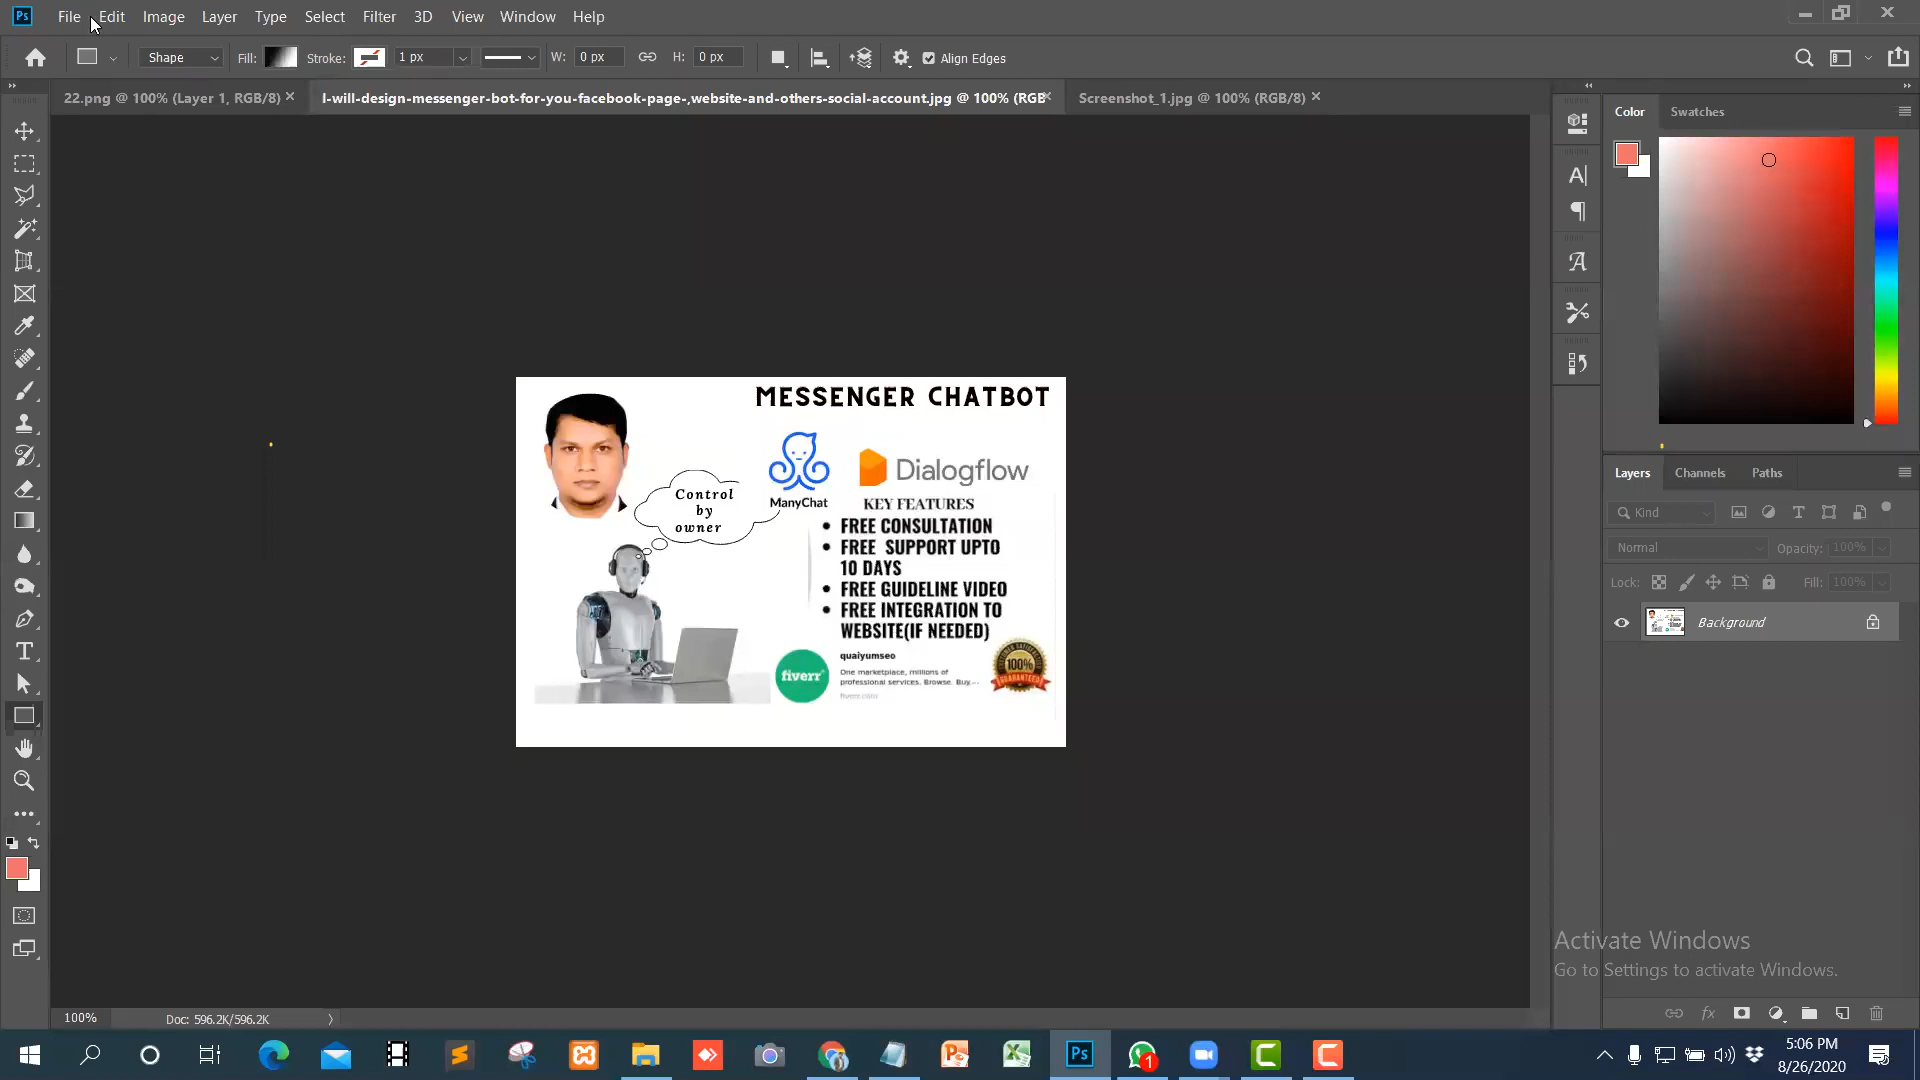 Ps File Edit Image Layer Type Select Filter 3D View Window Help
Shape Fill: Stroke: 1 px W: 0 px H: 0 px Align Edges
22.png @ 100% (Layer 1, RGB/8) I-will-design-messenger-bot-for-you-facebook-page-,website-and-others-social-account.jpg @ 100% (RGB Screenshot_1.jpg @ 100% (RGB/8)
Color Swatches
MESSENGER CHATBOT
Dialogflow
ManyChat
Control
by
owner
KEY FEATURES
FREE CONSULTATION
FREE SUPPORT UPTO
10 DAYS
FREE GUIDELINE VIDEO
FREE INTEGRATION TO
WEBSITE(IF NEEDED)
fiverr
quaiyumseo
One marketplace, millions of
professional services. Browse. Buy....
fiverr.com
100%
Layers Channels Paths
Kind
Normal Opacity: 100%
Lock: Fill: 100%
Background
Activate Windows
Go to Settings to activate Windows.
100% Doc: 596.2K/596.2K
Ps 1
5:06 PM
8/26/2020